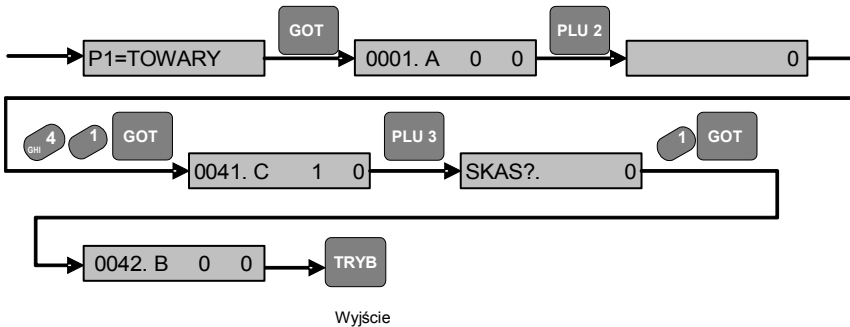 P1=TOWARY GOT 0001. A 0 0 PLU 2 0
GHI 4 1 GOT 0041. C 1 0 PLU 3 SKAS?. 0 1 GOT
0042. B 0 0 TRYB
Wyjście